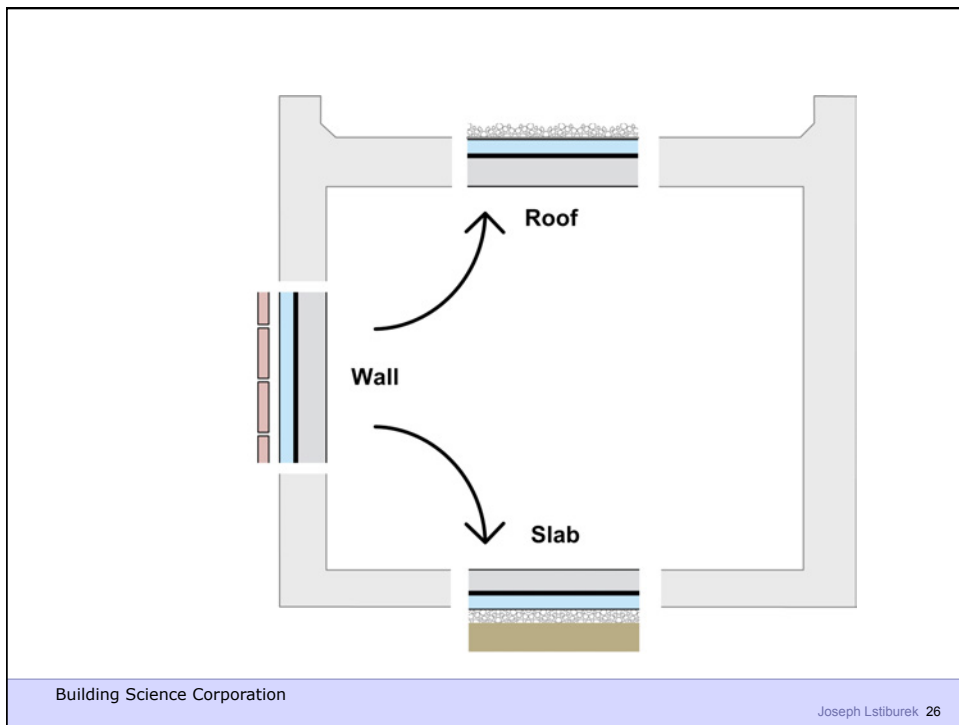 Roof
Wall
Slab
Building Science Corporation
Joseph Lstiburek 26